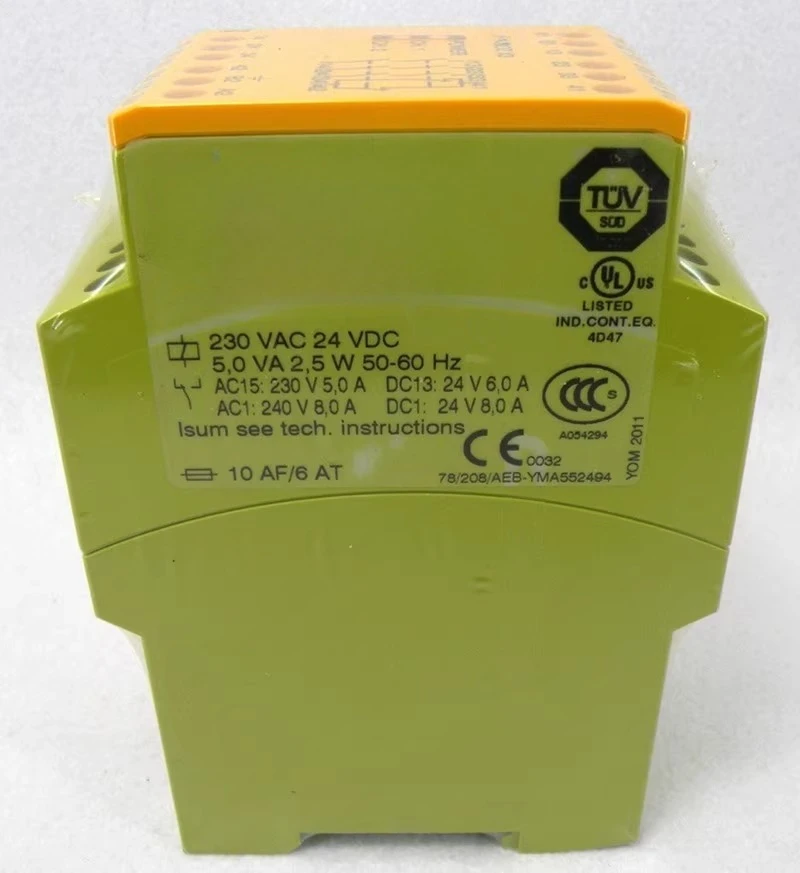 TÜV
SÜD
C UL US
LISTED
IND.CONT.EQ.
4D47
230 VAC 24 VDC
5,0 VA 2,5 W 50-60 Hz
AC15: 230 V 5,0 A DC13: 24 V 6,0 A
AC1: 240 V 8,0 A DC1: 24 V 8,0 A
Isum see tech. instructions
CCC S
A054294
YOM 2011
CE 0032
10 AF/6 AT
78/208/AEB-YMA552494